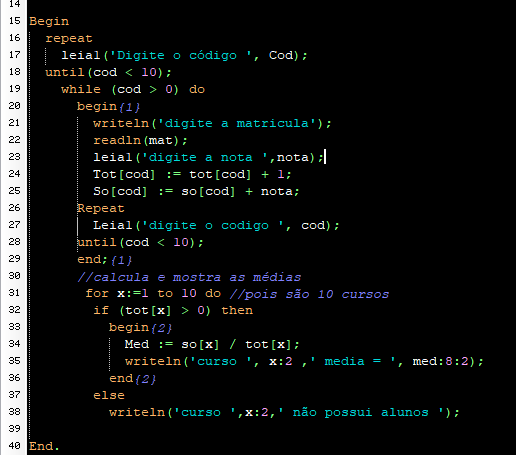 14
15 Begin
16 repeat
17 leial('Digite o código ', Cod);
18 until(cod < 10);
19 while (cod > 0) do
20 begin{1}
21 writeln('digite a matricula');
22 readln(mat);
23 leial('digite a nota ',nota);
24 Tot[cod] := tot[cod] + 1;
25 So[cod] := so[cod] + nota;
26 Repeat
27 Leial('digite o codigo ', cod);
28 until(cod < 10);
29 end;{1}
30 //calcula e mostra as médias
31 for x:=1 to 10 do //pois são 10 cursos
32 if (tot[x] > 0) then
33 begin{2}
34 Med := so[x] / tot[x];
35 writeln('curso ', x:2 ,' media = ', med:8:2);
36 end{2}
37 else
38 writeln('curso ',x:2,' não possui alunos ');
39
40 End.